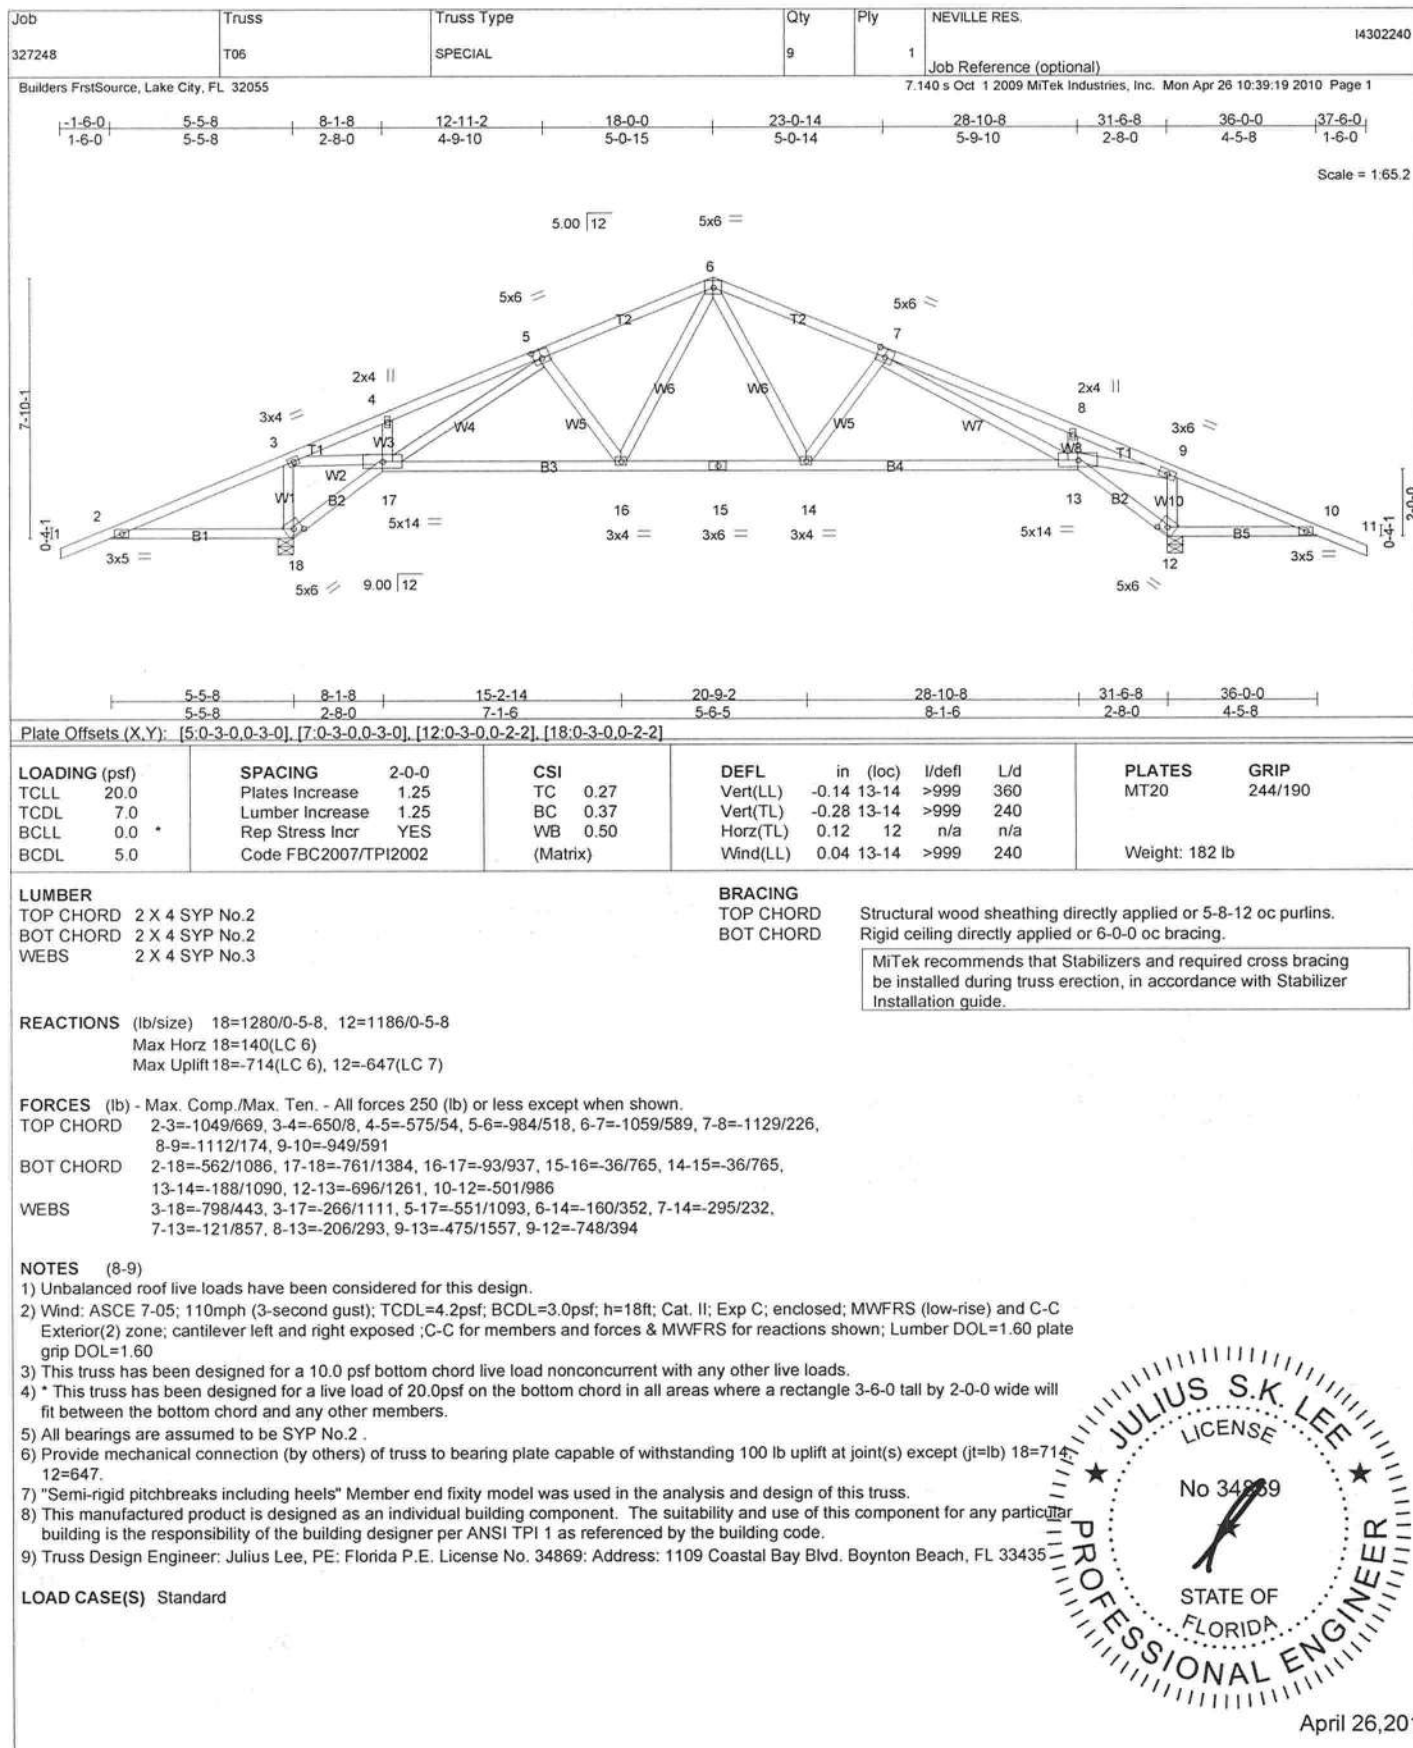 Job Truss Truss Type Qty Ply NEVILLE RES.
I4302240
327248 T06 SPECIAL 9 1
Job Reference (optional)
Builders FrstSource, Lake City, FL 32055 7.140 s Oct 1 2009 MiTek Industries, Inc. Mon Apr 26 10:39:19 2010 Page 1
-1-6-0 5-5-8 8-1-8 12-11-2 18-0-0 23-0-14 28-10-8 31-6-8 36-0-0 37-6-0
1-6-0 5-5-8 2-8-0 4-9-10 5-0-15 5-0-14 5-9-10 2-8-0 4-5-8 1-6-0
Scale = 1:65.2
5.00 12 5x6 =
6
5x6 5x6
5 T2 T2 7
2x4 || 2x4 ||
4 W6 W6 8
3x4 3x6
3 T1 W3 W4 W5 W5 W7 W8 T1 9
7-10-1
W2 B3 B4
2 W1 B2 17 16 15 14 13 B2 W10 10
0-4-1 1 B1 5x14 = 3x4 = 3x6 = 3x4 = 5x14 = B5 11 0-4-1 2-0-0
3x5 = 18 12 3x5 =
5x6 9.00 12 5x6
5-5-8 8-1-8 15-2-14 20-9-2 28-10-8 31-6-8 36-0-0
5-5-8 2-8-0 7-1-6 5-6-5 8-1-6 2-8-0 4-5-8
Plate Offsets (X,Y): [5:0-3-0,0-3-0], [7:0-3-0,0-3-0], [12:0-3-0,0-2-2], [18:0-3-0,0-2-2]
LOADING (psf) SPACING 2-0-0 CSI DEFL in (loc) l/defl L/d PLATES GRIP
TCLL 20.0 Plates Increase 1.25 TC 0.27 Vert(LL) -0.14 13-14 >999 360 MT20 244/190
TCDL 7.0 Lumber Increase 1.25 BC 0.37 Vert(TL) -0.28 13-14 >999 240
BCLL 0.0 * Rep Stress Incr YES WB 0.50 Horz(TL) 0.12 12 n/a n/a
BCDL 5.0 Code FBC2007/TPI2002 (Matrix) Wind(LL) 0.04 13-14 >999 240 Weight: 182 lb
LUMBER
TOP CHORD 2 X 4 SYP No.2
BOT CHORD 2 X 4 SYP No.2
WEBS 2 X 4 SYP No.3
BRACING
TOP CHORD Structural wood sheathing directly applied or 5-8-12 oc purlins.
BOT CHORD Rigid ceiling directly applied or 6-0-0 oc bracing.
MiTek recommends that Stabilizers and required cross bracing
be installed during truss erection, in accordance with Stabilizer
Installation guide.
REACTIONS (lb/size) 18=1280/0-5-8, 12=1186/0-5-8
Max Horz 18=140(LC 6)
Max Uplift 18=-714(LC 6), 12=-647(LC 7)
FORCES (lb) - Max. Comp./Max. Ten. - All forces 250 (lb) or less except when shown.
TOP CHORD 2-3=-1049/669, 3-4=-650/8, 4-5=-575/54, 5-6=-984/518, 6-7=-1059/589, 7-8=-1129/226,
8-9=-1112/174, 9-10=-949/591
BOT CHORD 2-18=-562/1086, 17-18=-761/1384, 16-17=-93/937, 15-16=-36/765, 14-15=-36/765,
13-14=-188/1090, 12-13=-696/1261, 10-12=-501/986
WEBS 3-18=-798/443, 3-17=-266/1111, 5-17=-551/1093, 6-14=-160/352, 7-14=-295/232,
7-13=-121/857, 8-13=-206/293, 9-13=-475/1557, 9-12=-748/394
NOTES (8-9)
1) Unbalanced roof live loads have been considered for this design.
2) Wind: ASCE 7-05; 110mph (3-second gust); TCDL=4.2psf; BCDL=3.0psf; h=18ft; Cat. II; Exp C; enclosed; MWFRS (low-rise) and C-C
Exterior(2) zone; cantilever left and right exposed ;C-C for members and forces & MWFRS for reactions shown; Lumber DOL=1.60 plate
grip DOL=1.60
3) This truss has been designed for a 10.0 psf bottom chord live load nonconcurrent with any other live loads.
4) * This truss has been designed for a live load of 20.0psf on the bottom chord in all areas where a rectangle 3-6-0 tall by 2-0-0 wide will
fit between the bottom chord and any other members.
5) All bearings are assumed to be SYP No.2 .
6) Provide mechanical connection (by others) of truss to bearing plate capable of withstanding 100 lb uplift at joint(s) except (jt=lb) 18=714,
12=647.
7) "Semi-rigid pitchbreaks including heels" Member end fixity model was used in the analysis and design of this truss.
8) This manufactured product is designed as an individual building component. The suitability and use of this component for any particular
building is the responsibility of the building designer per ANSI TPI 1 as referenced by the building code.
9) Truss Design Engineer: Julius Lee, PE: Florida P.E. License No. 34869: Address: 1109 Coastal Bay Blvd. Boynton Beach, FL 33435
LOAD CASE(S) Standard
JULIUS S.K. LEE
LICENSE
No 34869
STATE OF
FLORIDA
PROFESSIONAL ENGINEER
April 26,201